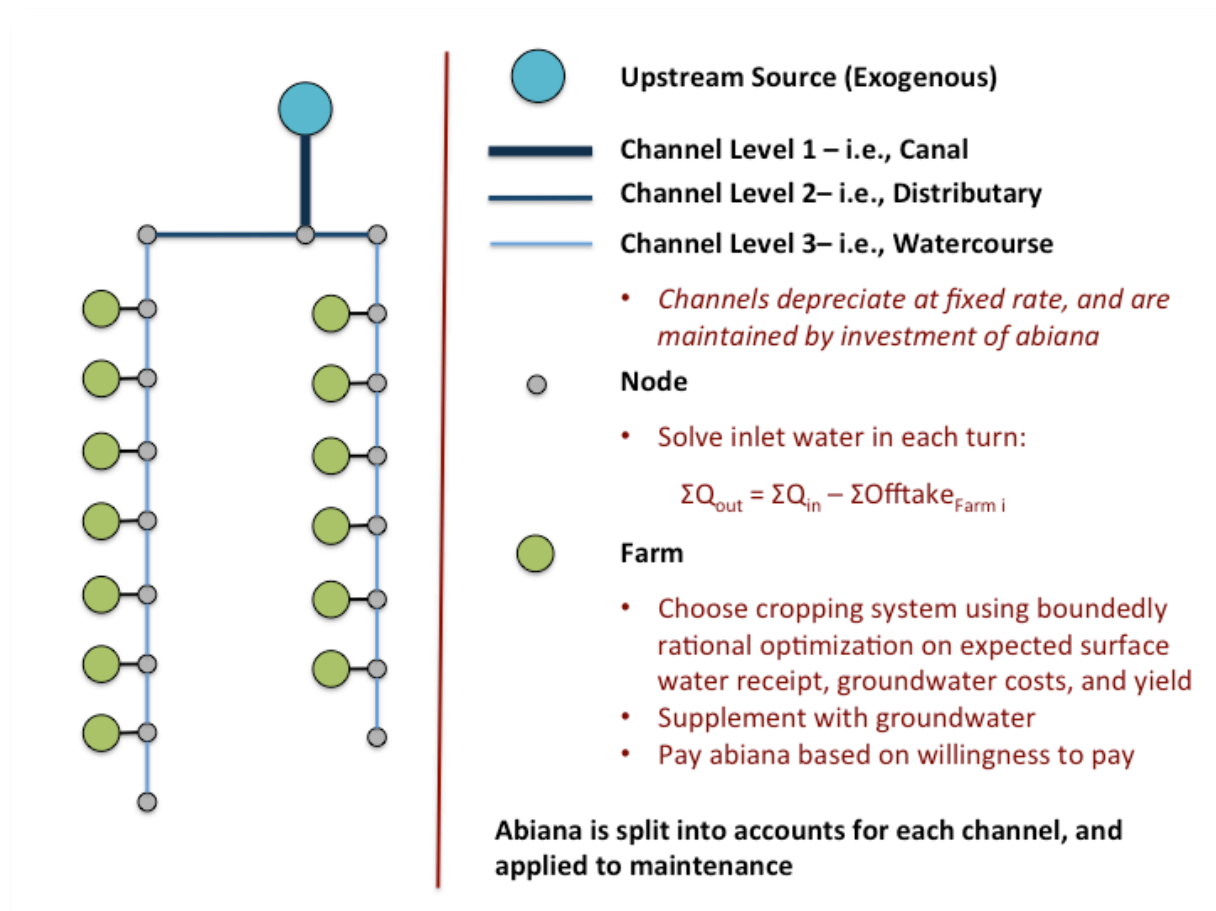 Upstream Source (Exogenous)
Channel Level 1 – i.e., Canal
Channel Level 2– i.e., Distributary
Channel Level 3– i.e., Watercourse
• Channels depreciate at fixed rate, and are
maintained by investment of abiana
Node
• Solve inlet water in each turn:
ΣQout = ΣQin – ΣOfftakeFarm i
Farm
• Choose cropping system using boundedly
rational optimization on expected surface
water receipt, groundwater costs, and yield
• Supplement with groundwater
• Pay abiana based on willingness to pay
Abiana is split into accounts for each channel, and
applied to maintenance